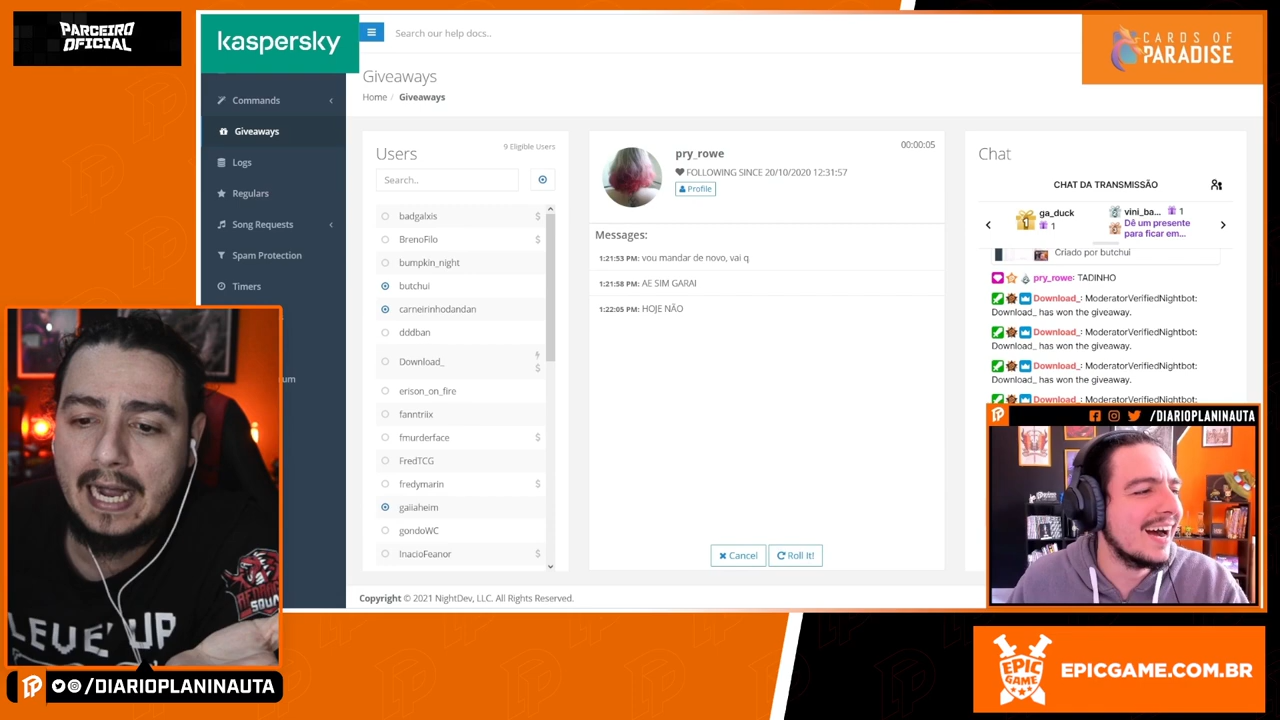 PARCEIRO
OFICIAL
kaspersky
Search our help docs..
CARDS OF
PARADISE
Giveaways
Home / Giveaways
Commands
Giveaways
Logs
Regulars
Song Requests
Spam Protection
Timers
um
Users
9 Eligible Users
Search..
badgalxis $
BrenoFilo $
bumpkin_night
butchui
carneirinhodandan
dddban
Download_ $
erison_on_fire
fanntriix
fmurderface $
FredTCG
fredymarin $
gaiiaheim
gondoWC
InacioFeanor $
pry_rowe
00:00:05
FOLLOWING SINCE 20/10/2020 12:31:57
Profile
Messages:
1:21:53 PM: vou mandar de novo, vai q
1:21:58 PM: AE SIM GARAI
1:22:05 PM: HOJE NÃO
Cancel
Roll It!
Chat
CHAT DA TRANSMISSÃO
ga_duck
1
vini_ba... 1
Dê um presente
para ficar em...
Criado por butchui
pry_rowe: TADINHO
Download_: ModeratorVerifiedNightbot:
Download_ has won the giveaway.
Download_: ModeratorVerifiedNightbot:
Download_ has won the giveaway.
Download_: ModeratorVerifiedNightbot:
Download_ has won the giveaway.
Download_: ModeratorVerifiedNightbot:
/DIARIOPLANINAUTA
Copyright © 2021 NightDev, LLC. All Rights Reserved.
LEVE' UP
SQUA
/DIARIOPLANINAUTA
EPIC
GAME
EPICGAME.COM.BR